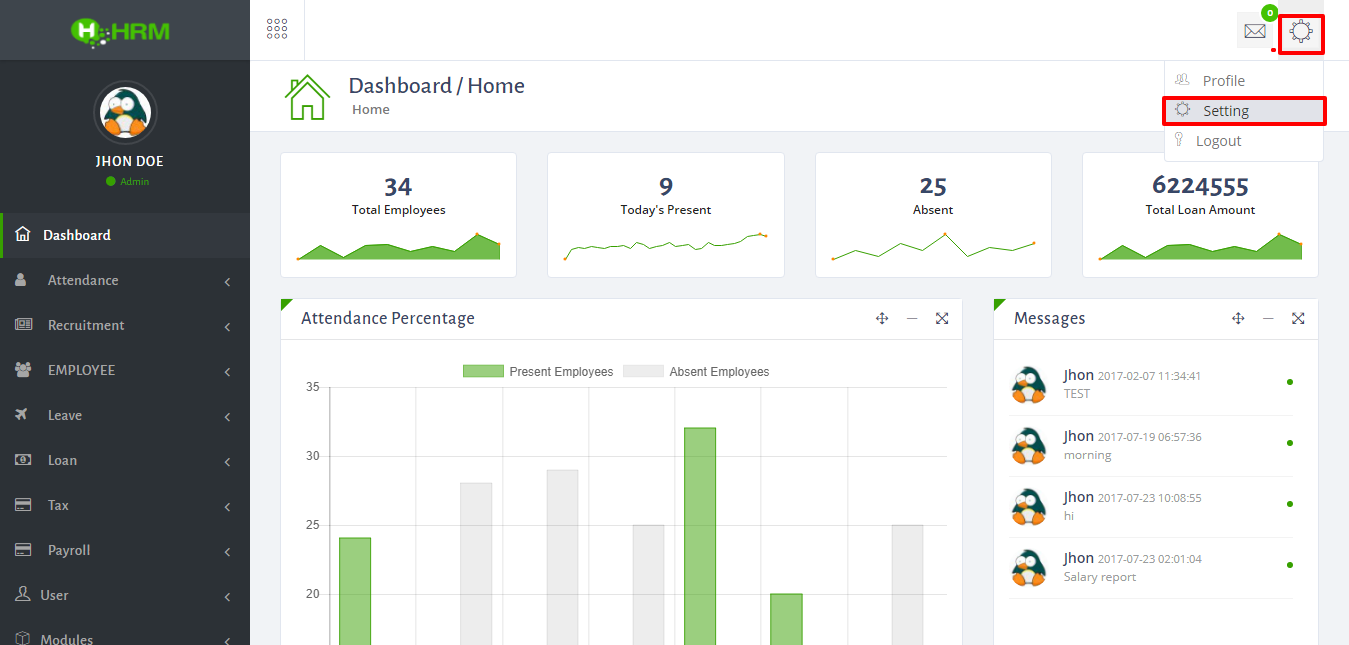 HRM
0
Dashboard / Home
Home
Profile
Setting
Logout
JHON DOE
Admin
Dashboard
Attendance
Recruitment
EMPLOYEE
Leave
Loan
Tax
Payroll
User
Modules
34
Total Employees
9
Today's Present
25
Absent
6224555
Total Loan Amount
Attendance Percentage
Present Employees
Absent Employees
35
30
25
20
Messages
Jhon 2017-02-07 11:34:41
TEST
Jhon 2017-07-19 06:57:36
morning
Jhon 2017-07-23 10:08:55
hi
Jhon 2017-07-23 02:01:04
Salary report